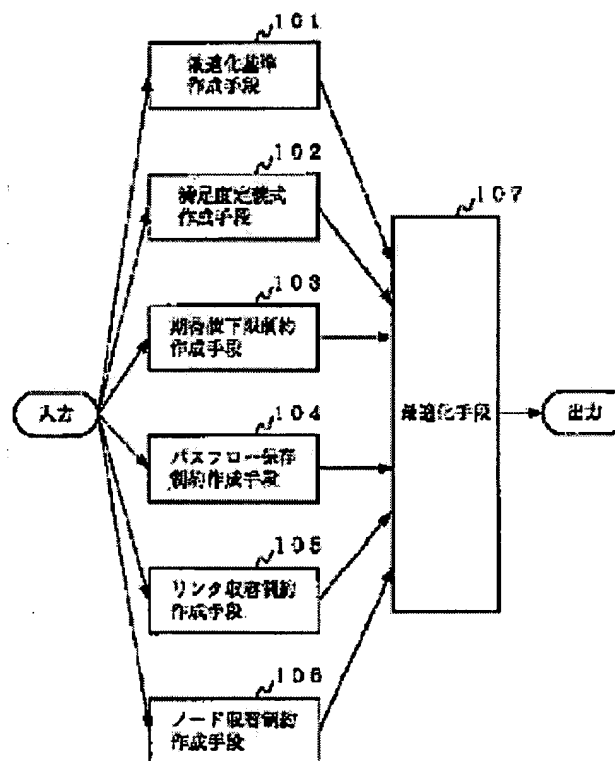 101
最適化基準
作成手段
102
満足度定義式
作成手段
103
期待値下限制約
作成手段
入力
104
パスフロー保存
制約作成手段
105
リンク収容制約
作成手段
106
ノード収容制約
作成手段
107
最適化手段
出力